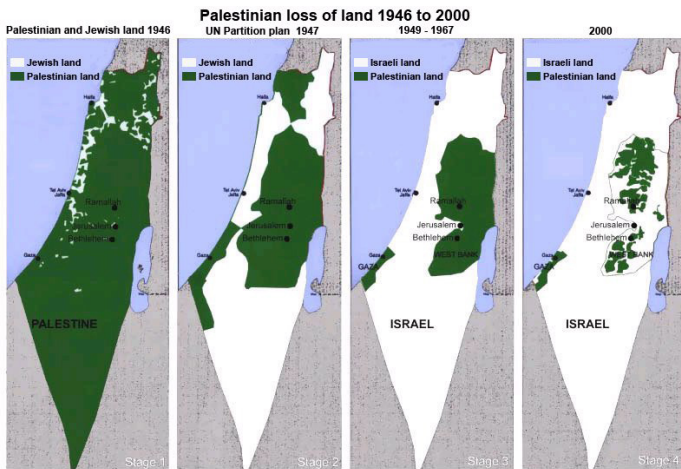 Palestinian loss of land 1946 to 2000
Palestinian and Jewish land 1946
Jewish land
Palestinian land
Haifa
Tel Aviv
Jaffa
Ramallah
Jerusalem
Bethlehem
Gaza
PALESTINE
Stage 1
UN Partition plan 1947
Jewish land
Palestinian land
Haifa
Tel Aviv
Jaffa
Ramallah
Jerusalem
Bethlehem
Gaza
Stage 2
1949 - 1967
Israeli land
Palestinian land
Haifa
Tel Aviv
Jaffa
Ramallah
Jerusalem
Bethlehem
Gaza
GAZA
WEST BANK
ISRAEL
Stage 3
2000
Israeli land
Palestinian land
Haifa
Tel Aviv
Jaffa
Ramallah
Jerusalem
Bethlehem
Gaza
GAZA
WEST BANK
ISRAEL
Stage 4